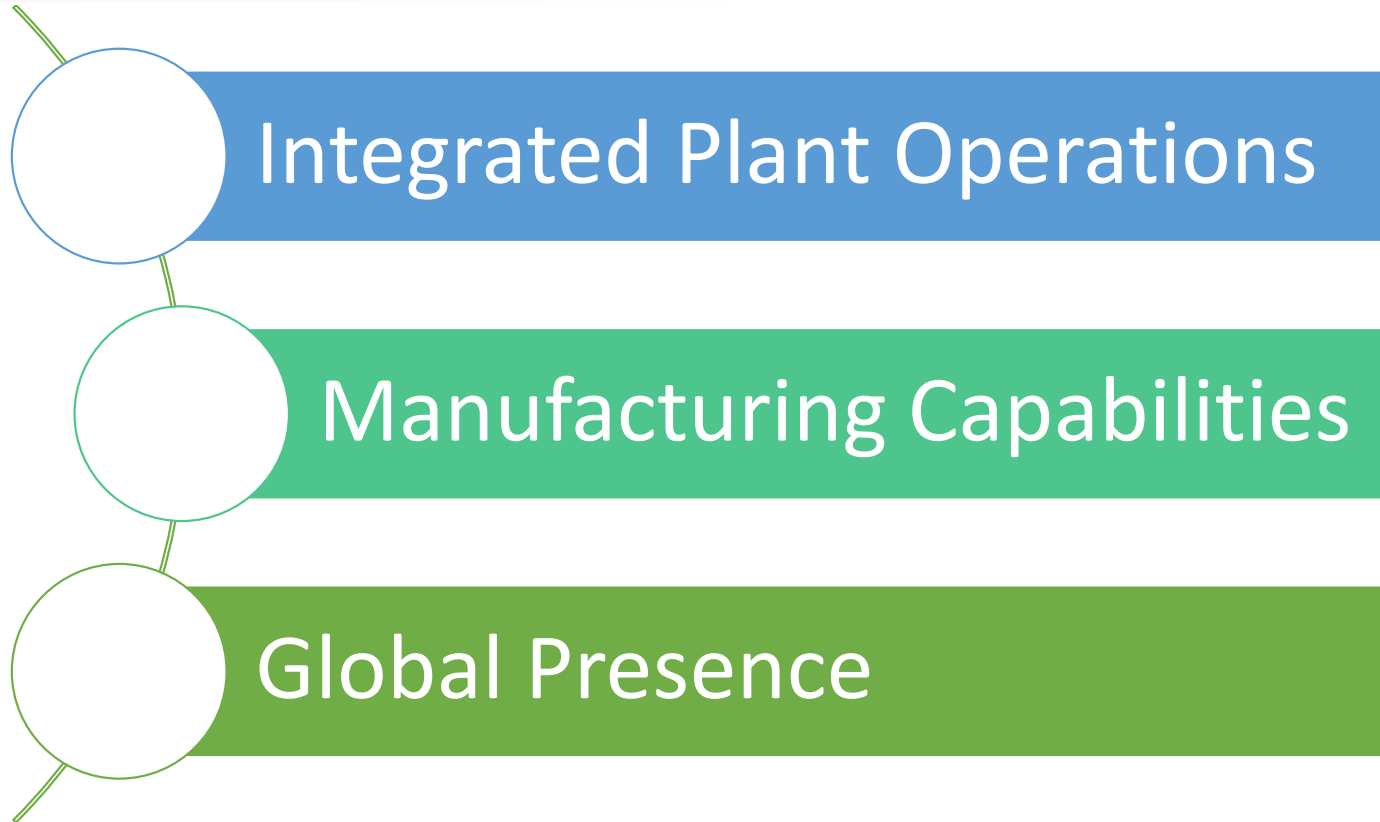 Integrated Plant Operations
Manufacturing Capabilities
Global Presence